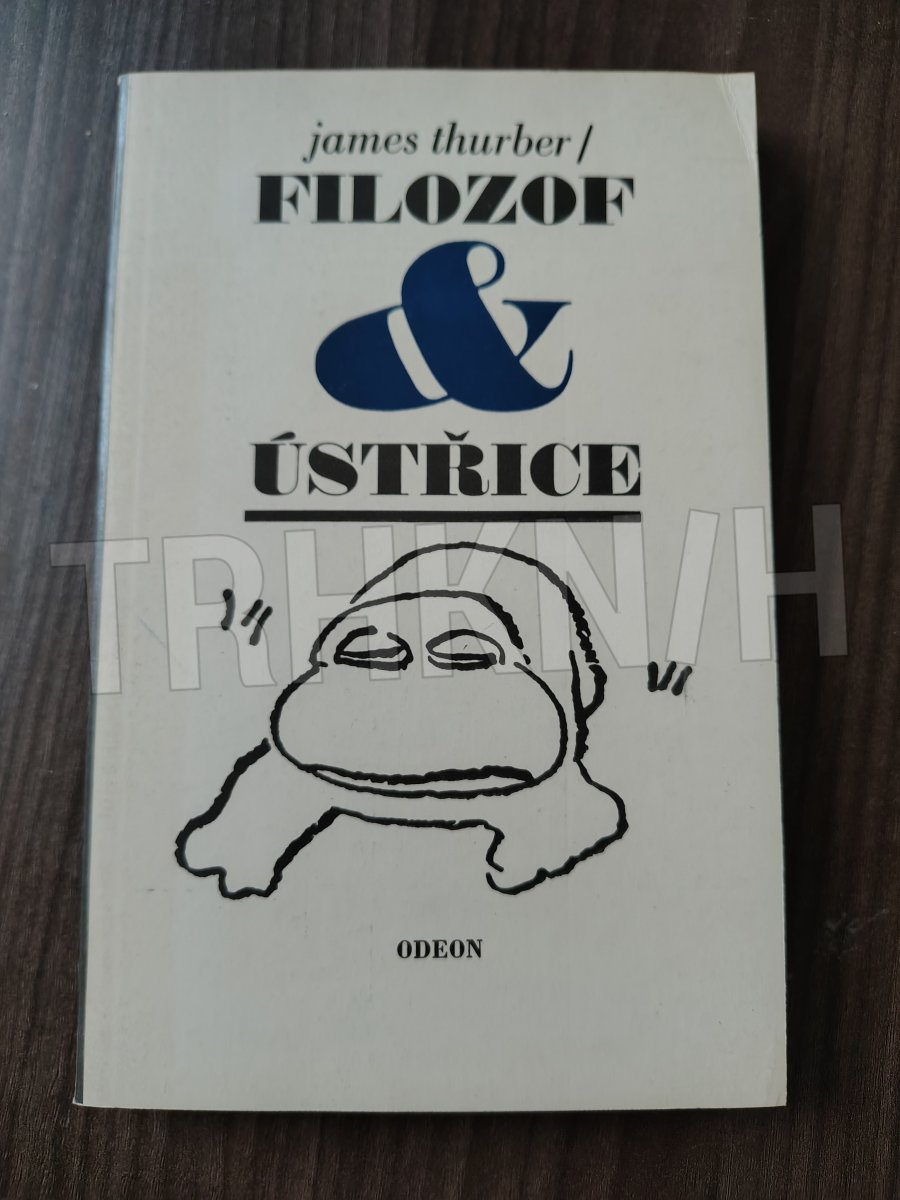 james thurber/
FILOZOF
&
ÚSTŘICE
TRHKNIH
ODEON